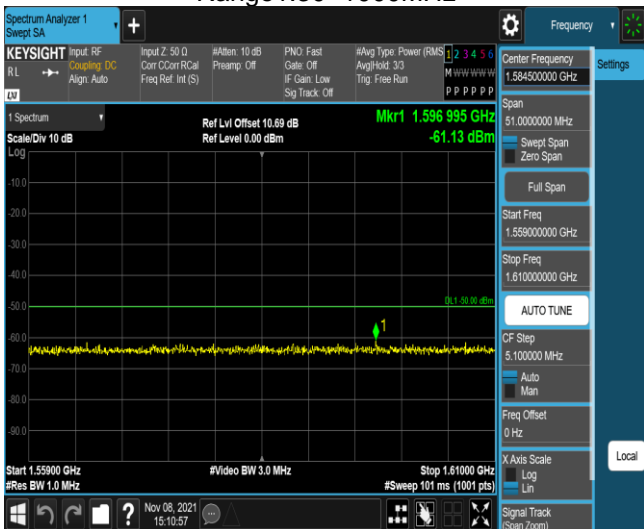 Spectrum Analyzer 1
Swept SA
Frequency
KEYSIGHT
Input: RF
Coupling: DC
Align: Auto
Input Z: 50 Ω
Corr CCorr RCal
Freq Ref: Int (S)
#Atten: 10 dB
Preamp: Off
PNO: Fast
Gate: Off
IF Gain: Low
Sig Track: Off
#Avg Type: Power (RMS
Avg|Hold: 3/3
Trig: Free Run
1 2 3 4 5 6
M W W W W W
P P P P P P
R L
LXI
Center Frequency
1.584500000 GHz
Settings
1 Spectrum
Scale/Div 10 dB
Ref Lvl Offset 10.69 dB
Ref Level 0.00 dBm
Mkr1 1.596 995 GHz
-61.13 dBm
Span
51.0000000 MHz
Swept Span
Zero Span
Full Span
Start Freq
1.559000000 GHz
Stop Freq
1.610000000 GHz
AUTO TUNE
CF Step
5.100000 MHz
Auto
Man
Freq Offset
0 Hz
X Axis Scale
Log
Lin
Local
Signal Track
(Span Zoom)
Log
-10.0
-20.0
-30.0
-40.0
-50.0
-60.0
-70.0
-80.0
-90.0
DL1 -50.00 dBm
1
Start 1.55900 GHz
#Res BW 1.0 MHz
#Video BW 3.0 MHz
Stop 1.61000 GHz
#Sweep 101 ms (1001 pts)
?
Nov 08, 2021
15:10:57